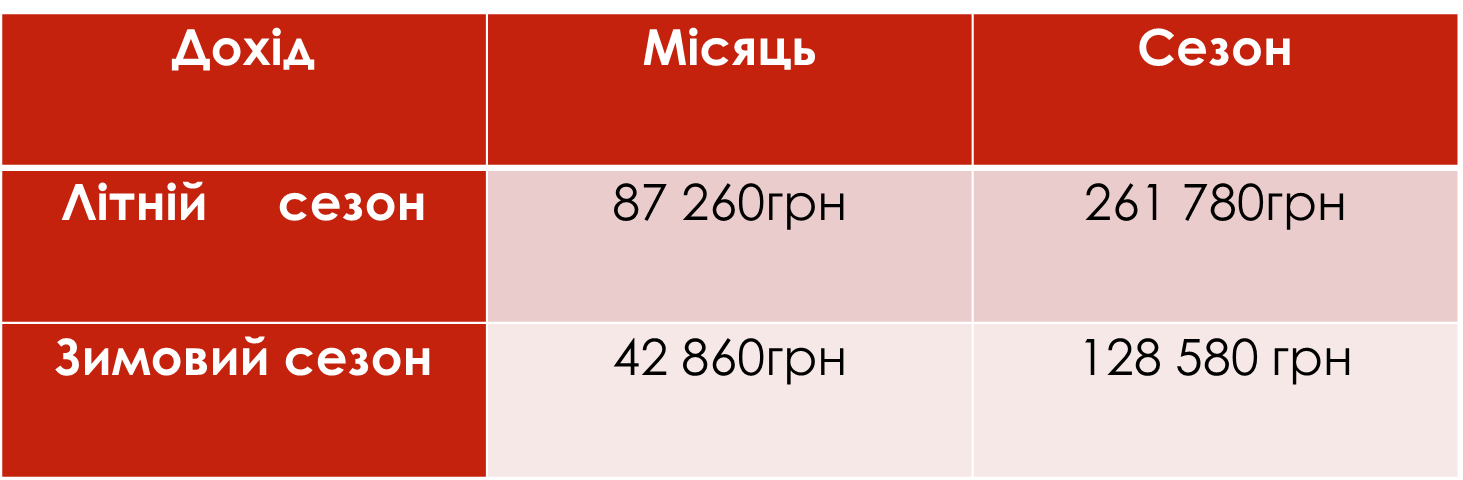 Дохід Місяць Сезон
Літній сезон 87 260грн 261 780грн
Зимовий сезон 42 860грн 128 580 грн